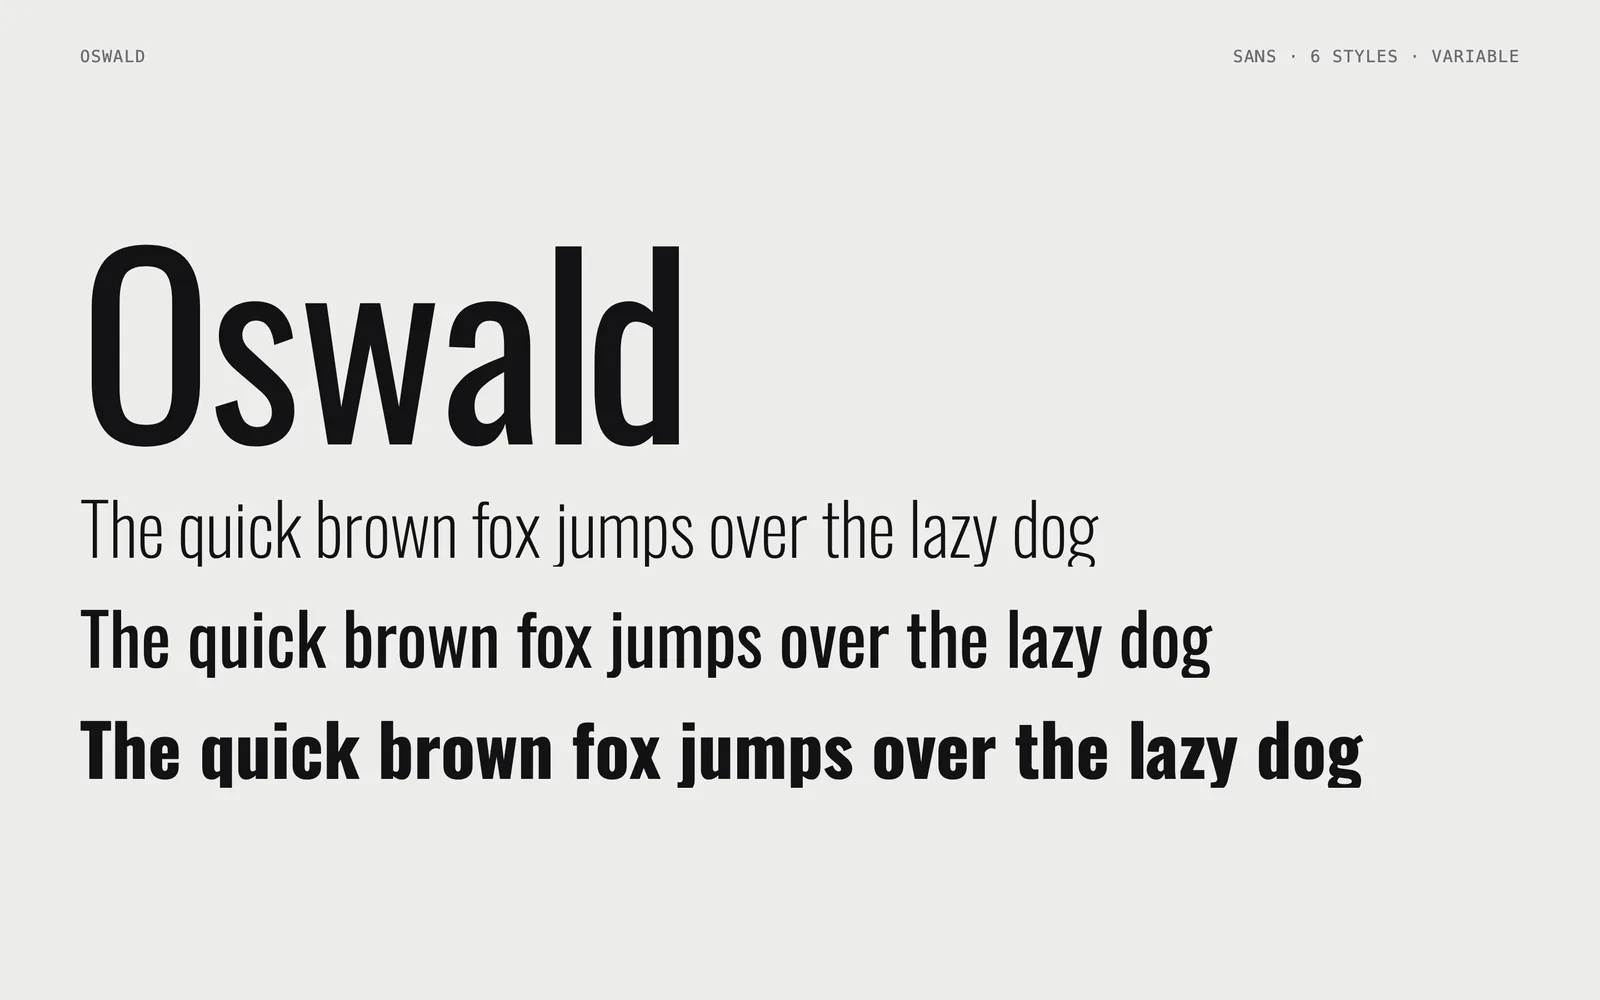 OSWALD
SANS · 6 STYLES · VARIABLE
Oswald
The quick brown fox jumps over the lazy dog
The quick brown fox jumps over the lazy dog
The quick brown fox jumps over the lazy dog